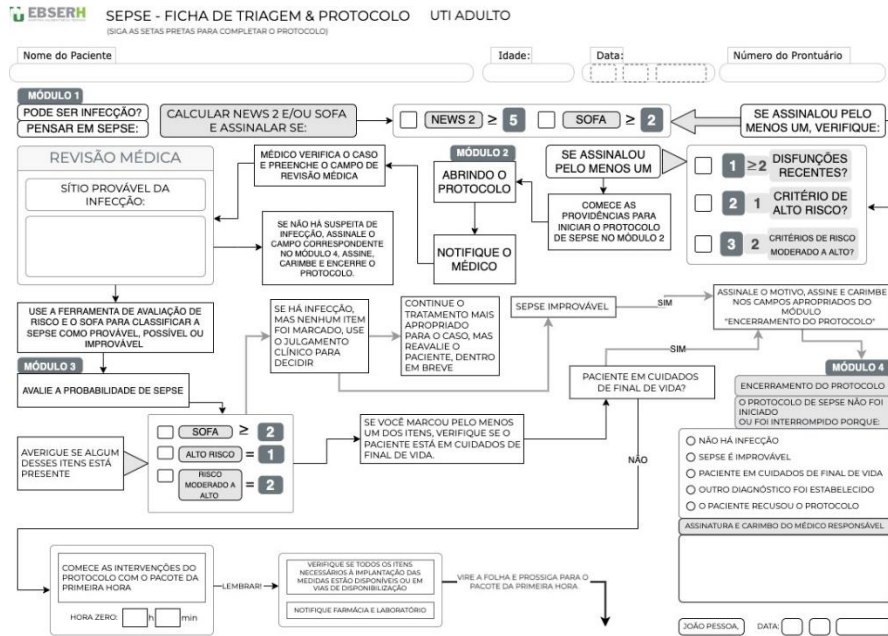 EBSERH
SEPSE - FICHA DE TRIAGEM & PROTOCOLO UTI ADULTO
(SIGA AS SETAS PRETAS PARA COMPLETAR O PROTOCOLO)
Nome do Paciente
Idade:
Data:
Número do Prontuário
MÓDULO 1
PODE SER INFECÇÃO?
PENSAR EM SEPSE:
CALCULAR NEWS 2 E/OU SOFA
E ASSINALAR SE:
NEWS 2 ≥ 5
SOFA ≥ 2
SE ASSINALOU PELO
MENOS UM, VERIFIQUE:
1 ≥2 DISFUNÇÕES
RECENTES?
2 1 CRITÉRIO DE
ALTO RISCO?
3 2 CRITÉRIOS DE RISCO
MODERADO A ALTO?
SE ASSINALOU
PELO MENOS UM
COMECE AS
PROVIDÊNCIAS PARA
INICIAR O PROTOCOLO
DE SEPSE NO MÓDULO 2
MÓDULO 2
ABRINDO O
PROTOCOLO
NOTIFIQUE O
MÉDICO
MÉDICO VERIFICA O CASO
E PREENCHE O CAMPO DE
REVISÃO MÉDICA
REVISÃO MÉDICA
SÍTIO PROVÁVEL DA
INFECÇÃO:
SE NÃO HÁ SUSPEITA DE
INFECÇÃO, ASSINALE O
CAMPO CORRESPONDENTE
NO MÓDULO 4, ASSINE,
CARIMBE E ENCERRE O
PROTOCOLO.
USE A FERRAMENTA DE AVALIAÇÃO DE
RISCO E O SOFA PARA CLASSIFICAR A
SEPSE COMO PROVÁVEL, POSSÍVEL OU
IMPROVÁVEL
MÓDULO 3
AVALIE A PROBABILIDADE DE SEPSE
AVERIGUE SE ALGUM
DESSES ITENS ESTÁ
PRESENTE
SOFA ≥ 2
ALTO RISCO = 1
RISCO
MODERADO A
ALTO
= 2
SE HÁ INFECÇÃO,
MAS NENHUM ITEM
FOI MARCADO, USE
O JULGAMENTO
CLÍNICO PARA
DECIDIR
CONTINUE O
TRATAMENTO MAIS
APROPRIADO
PARA O CASO, MAS
REAVALIE O
PACIENTE, DENTRO
EM BREVE
SEPSE IMPROVÁVEL
SIM
ASSINALE O MOTIVO, ASSINE E CARIMBE
NOS CAMPOS APROPRIADOS DO
MÓDULO
"ENCERRAMENTO DO PROTOCOLO"
SIM
SE VOCÊ MARCOU PELO MENOS
UM DOS ITENS, VERIFIQUE SE O
PACIENTE ESTÁ EM CUIDADOS DE
FINAL DE VIDA.
PACIENTE EM CUIDADOS
DE FINAL DE VIDA?
NÃO
MÓDULO 4
ENCERRAMENTO DO PROTOCOLO
O PROTOCOLO DE SEPSE NÃO FOI
INICIADO
OU FOI INTERROMPIDO PORQUE:
NÃO HÁ INFECÇÃO
SEPSE É IMPROVÁVEL
PACIENTE EM CUIDADOS DE FINAL DE VIDA
OUTRO DIAGNÓSTICO FOI ESTABELECIDO
O PACIENTE RECUSOU O PROTOCOLO
ASSINATURA E CARIMBO DO MÉDICO RESPONSÁVEL
JOÃO PESSOA, DATA:
COMECE AS INTERVENÇÕES DO
PROTOCOLO COM O PACOTE DA
PRIMEIRA HORA
HORA ZERO: h min
LEMBRAR!
VERIFIQUE SE TODOS OS ITENS
NECESSÁRIOS À IMPLANTAÇÃO DAS
MEDIDAS ESTÃO DISPONÍVEIS OU EM
VIAS DE DISPONIBILIZAÇÃO
NOTIFIQUE FARMÁCIA E LABORATÓRIO
VIRE A FOLHA E PROSSIGA PARA O
PACOTE DA PRIMEIRA HORA